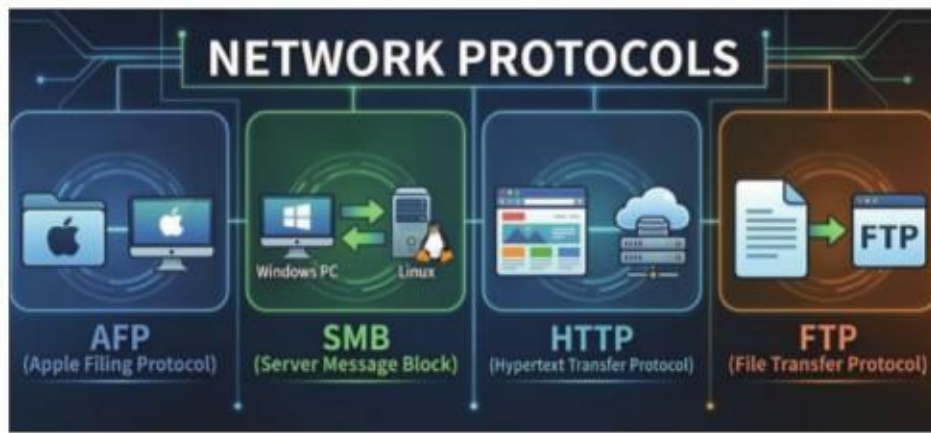 NETWORK PROTOCOLS
Windows PC
Linux
FTP
AFP
(Apple Filing Protocol)
SMB
(Server Message Block)
HTTP
(Hypertext Transfer Protocol)
FTP
(File Transfer Protocol)